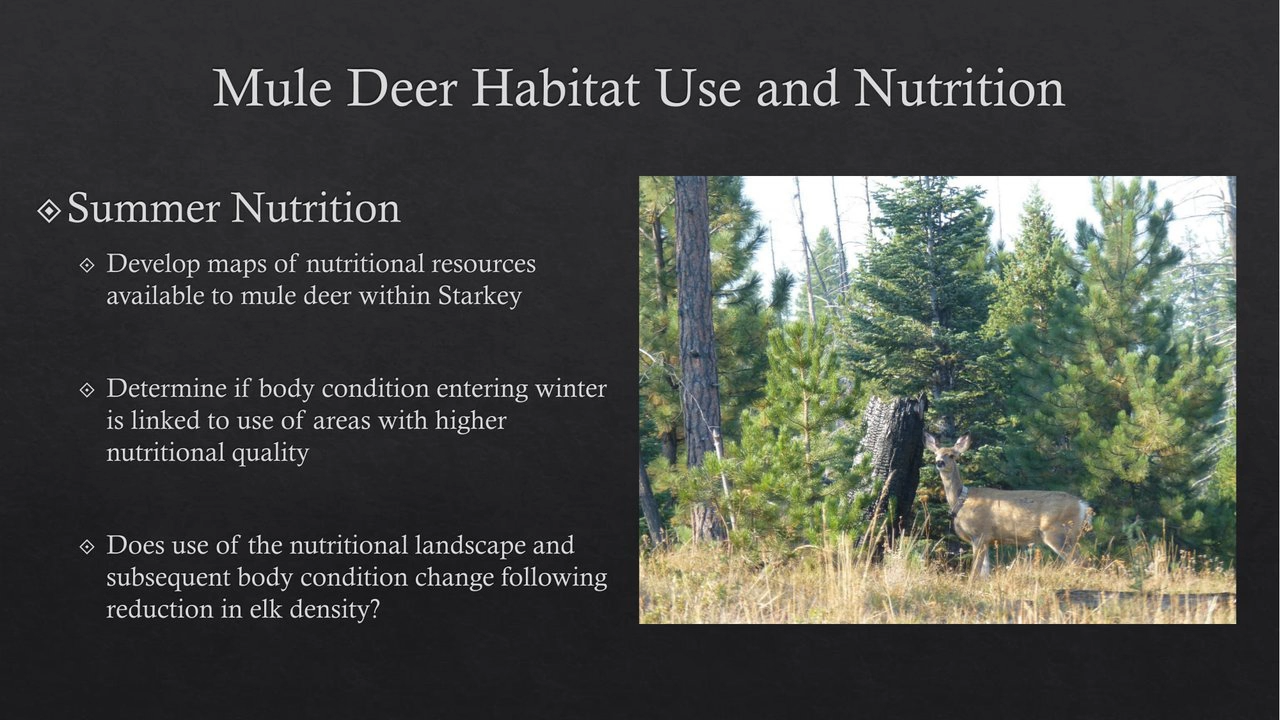 Mule Deer Habitat Use and Nutrition
Summer Nutrition
Develop maps of nutritional resources
available to mule deer within Starkey
Determine if body condition entering winter
is linked to use of areas with higher
nutritional quality
Does use of the nutritional landscape and
subsequent body condition change following
reduction in elk density?